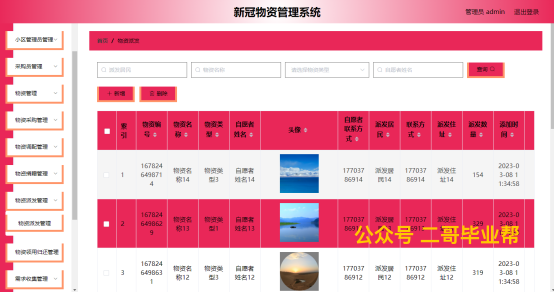 新冠物资管理系统
管理员 admin 退出登录
小区管理员管理
采购员管理
物资管理
物资采购管理
物资调配管理
物资捐赠管理
物资派发管理
物资派发管理
物资领用归还管理
需求收集管理
首页 / 物资派发
派发居民 物资名称 请选择物资类型 自愿者姓名 查询
+ 新增 删除
索引 物资编号 物资名称 物资类型 自愿者姓名 头像 自愿者联系方式 派发居民 联系方式 派发住址 派发数量 添加时间
1 1678246498714 物资名称14 物资类型3 自愿者姓名14 17703786914 派发居民14 17703786914 派发住址14 154 2023-03-08 11:34:58
2 1678246498629 物资名称13 物资类型1 自愿者姓名13 17703786913 派发居民13 17703786913 派发住址13 329 2023-03-08 11:34:58
公众号 二哥毕业帮
3 1678246498631 物资名称12 物资类型3 自愿者姓名12 17703786912 派发居民12 17703786912 派发住址12 319 2023-03-08 11:34:58